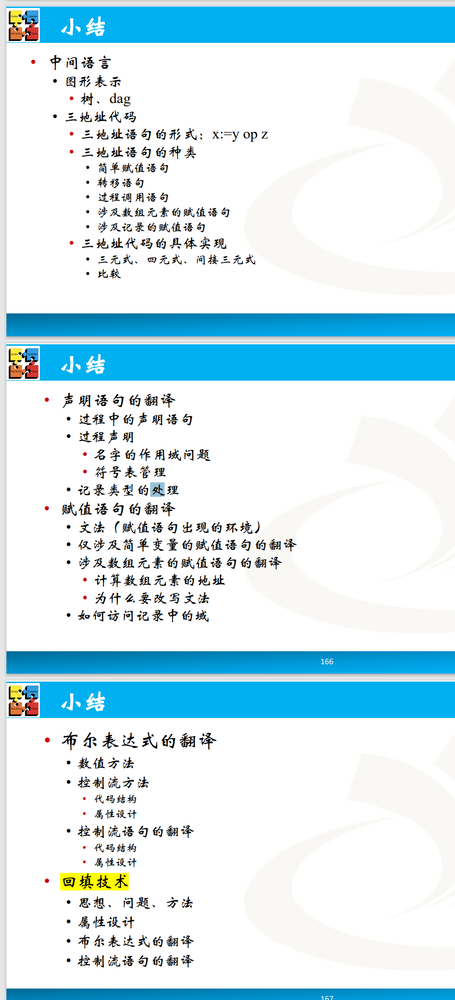 Syntax CodeGen
Semantics Types
小结
• 中间语言
• 图形表示
• 树、dag
• 三地址代码
• 三地址语句的形式：x:=y op z
• 三地址语句的种类
• 简单赋值语句
• 转移语句
• 过程调用语句
• 涉及数组元素的赋值语句
• 涉及记录的赋值语句
• 三地址代码的具体实现
• 三元式、四元式、间接三元式
• 比较
Syntax CodeGen
Semantics Types
小结
• 声明语句的翻译
• 过程中的声明语句
• 过程声明
• 名字的作用域问题
• 符号表管理
• 记录类型的处理
• 赋值语句的翻译
• 文法（赋值语句出现的环境）
• 仅涉及简单变量的赋值语句的翻译
• 涉及数组元素的赋值语句的翻译
• 计算数组元素的地址
• 为什么要改写文法
• 如何访问记录中的域
166
Syntax CodeGen
Semantics Types
小结
• 布尔表达式的翻译
• 数值方法
• 控制流方法
• 代码结构
• 属性设计
• 控制流语句的翻译
• 代码结构
• 属性设计
• 回填技术
• 思想、问题、方法
• 属性设计
• 布尔表达式的翻译
• 控制流语句的翻译
167